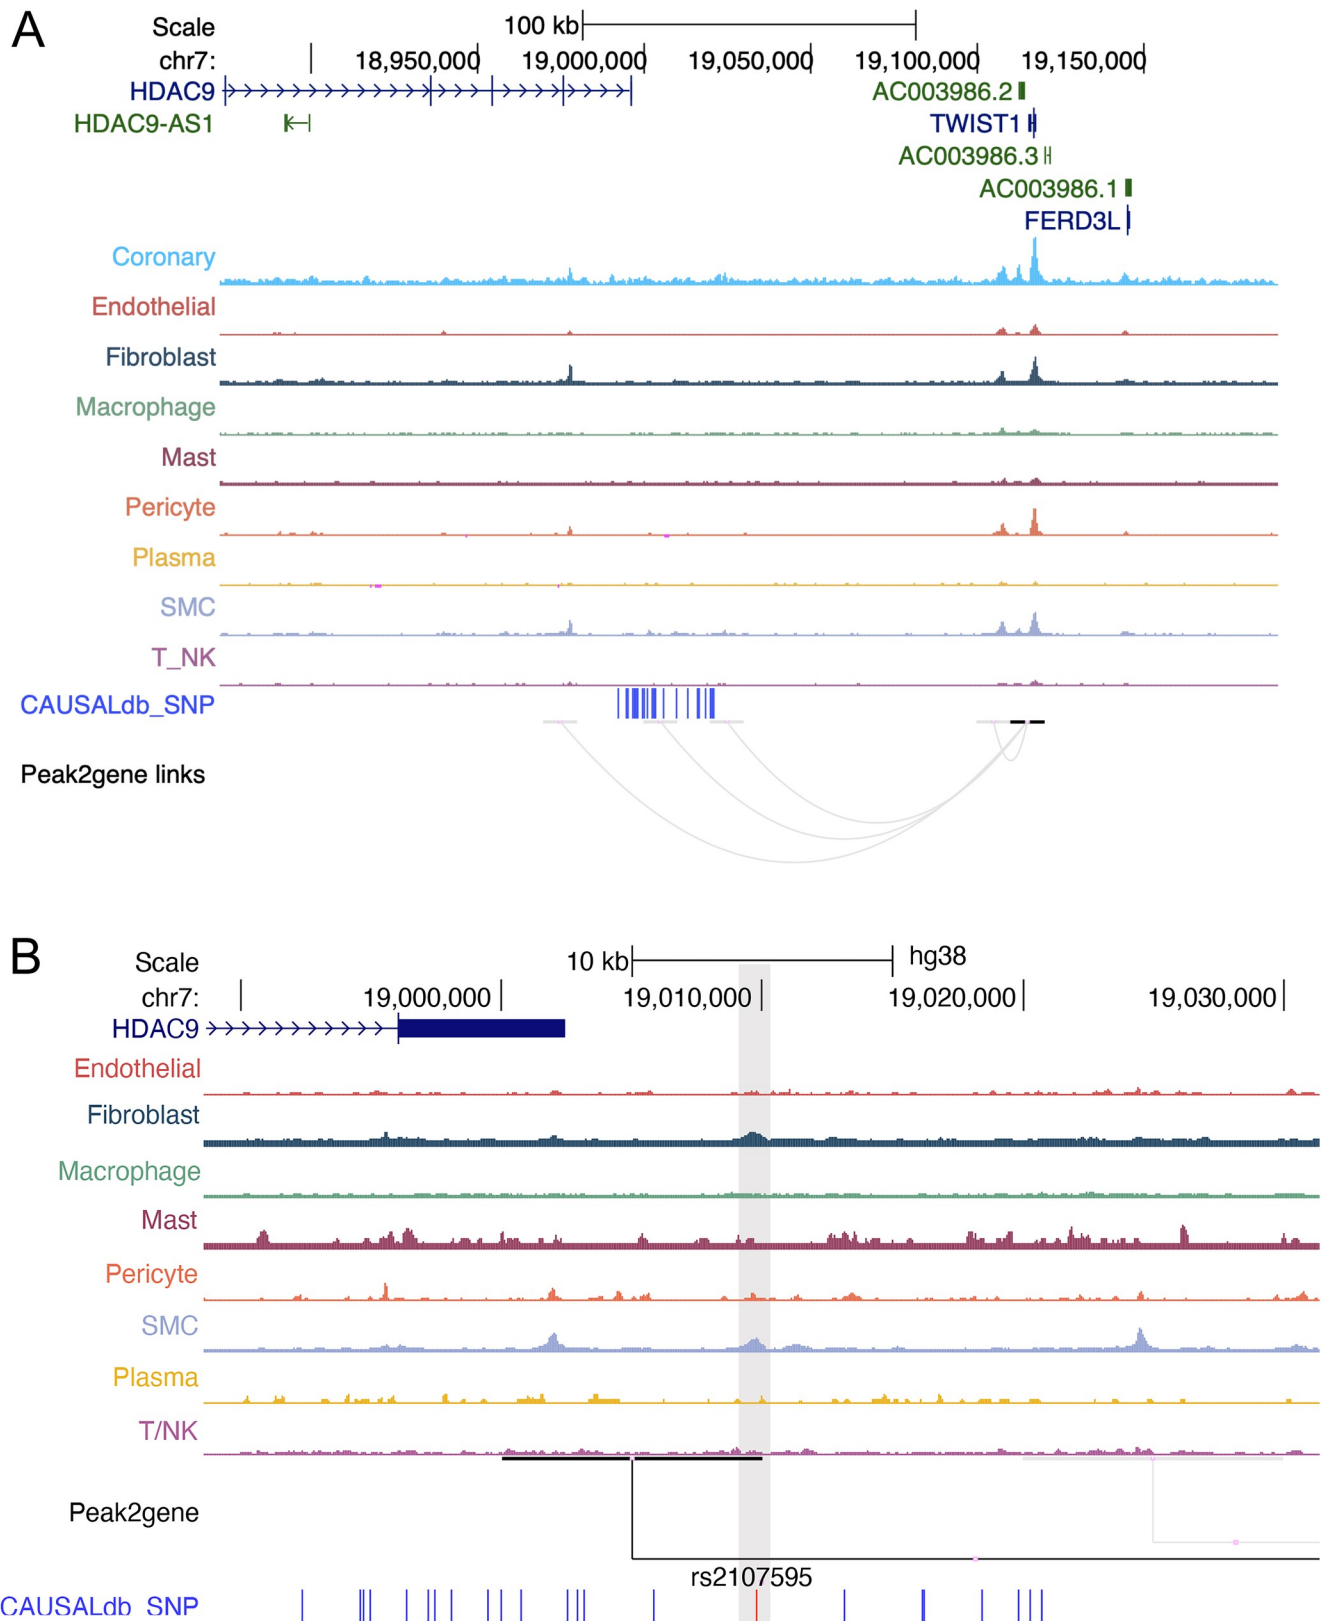 A
Scale
100 kb
chr7:
18,950,000
19,000,000
19,050,000
19,100,000
19,150,000
HDAC9
AC003986.2
HDAC9-AS1
TWIST1
AC003986.3
AC003986.1
FERD3L
Coronary
Endothelial
Fibroblast
Macrophage
Mast
Pericyte
Plasma
SMC
T_NK
CAUSALdb_SNP
Peak2gene links
B
Scale
10 kb
hg38
chr7:
19,000,000
19,010,000
19,020,000
19,030,000
HDAC9
Endothelial
Fibroblast
Macrophage
Mast
Pericyte
SMC
Plasma
T/NK
Peak2gene
rs2107595
CAUSALdb SNP